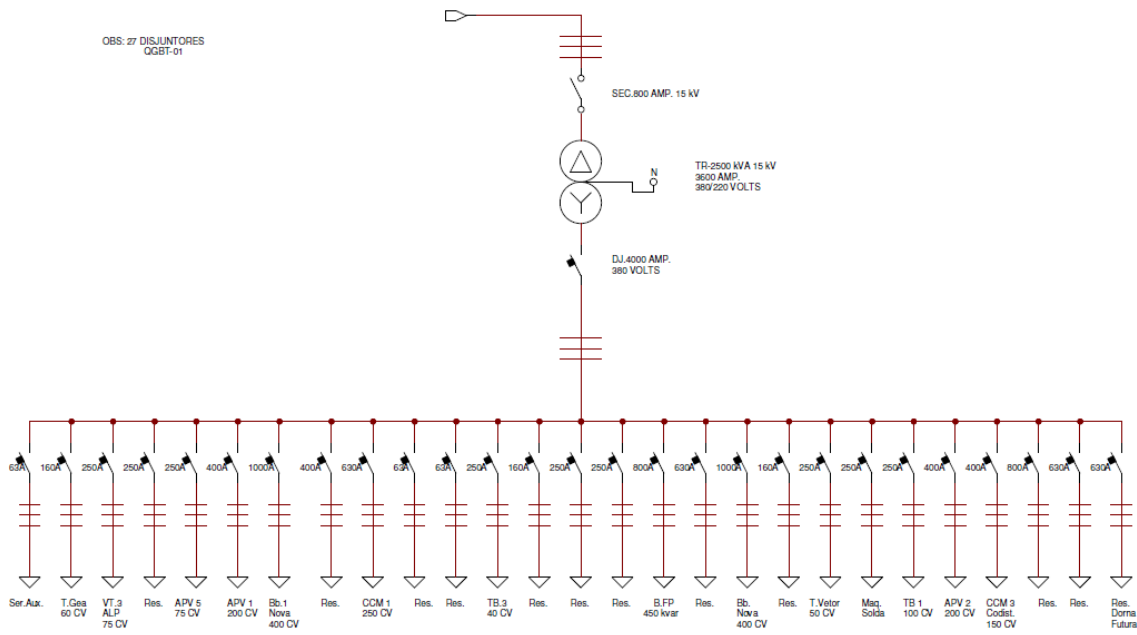 OBS: 27 DISJUNTORES
QGBT-01
SEC.800 AMP. 15 kV
TR-2500 kVA 15 kV
3600 AMP.
380/220 VOLTS
N
DJ.4000 AMP.
380 VOLTS
63A 160A 250A 250A 250A 400A 1000A 400A 630A 63A 63A 250A 160A 250A 250A 800A 630A 1000A 160A 250A 250A 250A 400A 400A 800A 630A 630A
Ser.Aux. T.Gea VT.3 Res. APV 5 APV 1 Bb.1 Res. CCM 1 Res. Res. TB.3 Res. Res. Res. B.FP Res. Bb. Res. T.Vetor Maq. TB 1 APV 2 CCM 3 Res. Res. Res.
60 CV ALP 75 CV 200 CV Nova 250 CV 40 CV 450 kvar Nova 50 CV Solda 100 CV 200 CV Codist. Dorna
75 CV 400 CV 400 CV 150 CV Futura